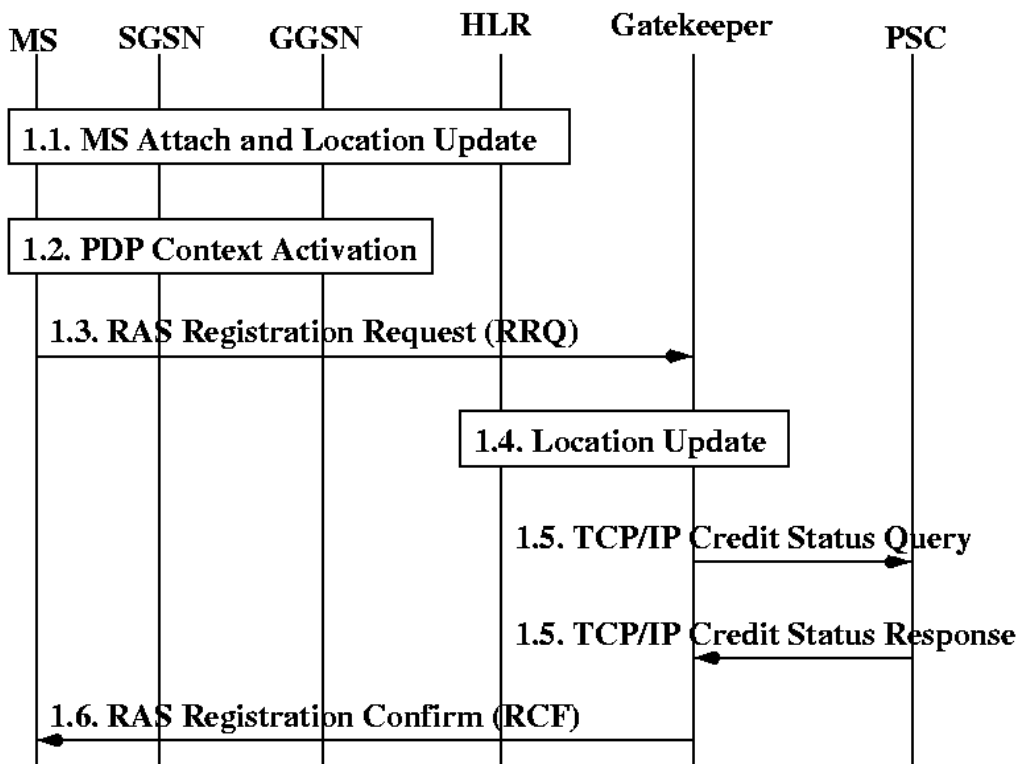 MS SGSN GGSN HLR Gatekeeper PSC
1.1. MS Attach and Location Update
1.2. PDP Context Activation
1.3. RAS Registration Request (RRQ)
1.4. Location Update
1.5. TCP/IP Credit Status Query
1.5. TCP/IP Credit Status Response
1.6. RAS Registration Confirm (RCF)